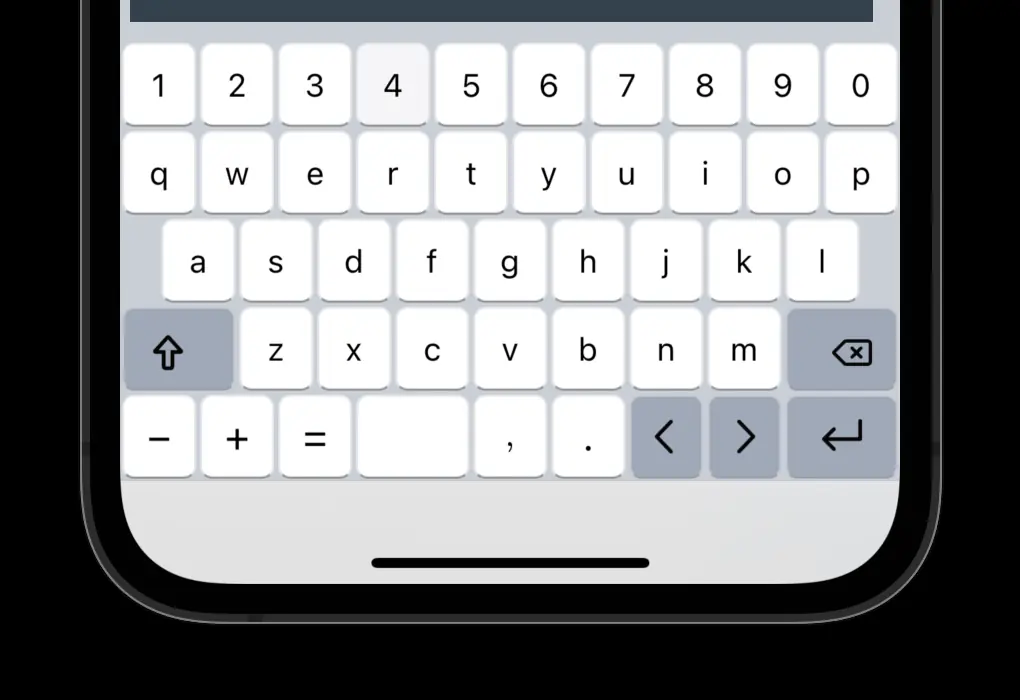 1 2 3 4 5 6 7 8 9 0
q w e r t y u i o p
a s d f g h j k l
z x c v b n m
− + = , . < >